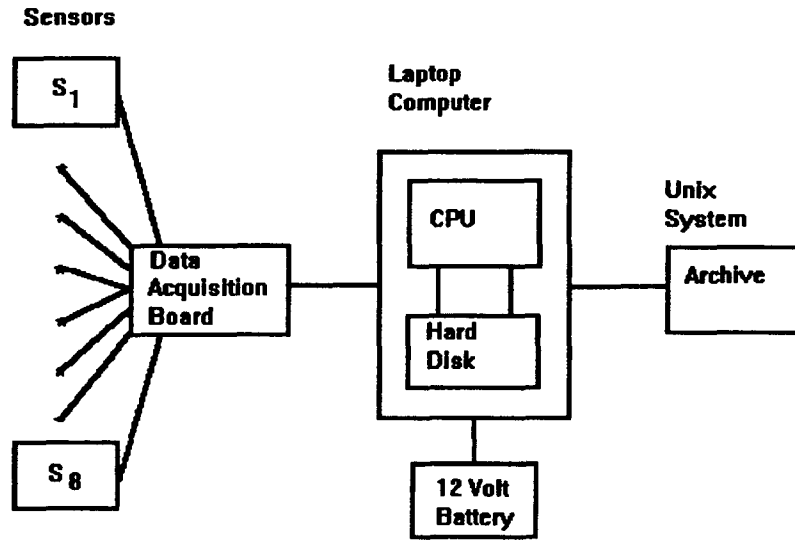 Sensors
S1
Laptop
Computer
CPU
Unix
System
Data
Acquisition
Board
Archive
Hard
Disk
S8
12 Volt
Battery